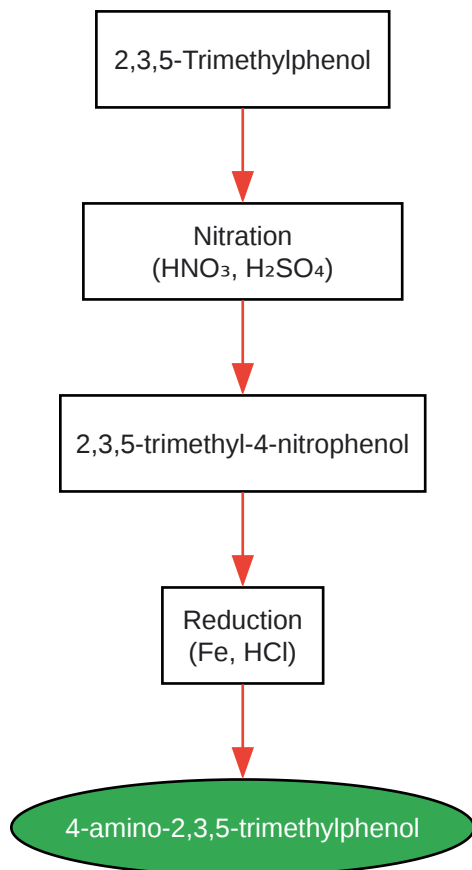 2,3,5-Trimethylphenol
Nitration
(HNO₃, H₂SO₄)
2,3,5-trimethyl-4-nitrophenol
Reduction
(Fe, HCl)
4-amino-2,3,5-trimethylphenol